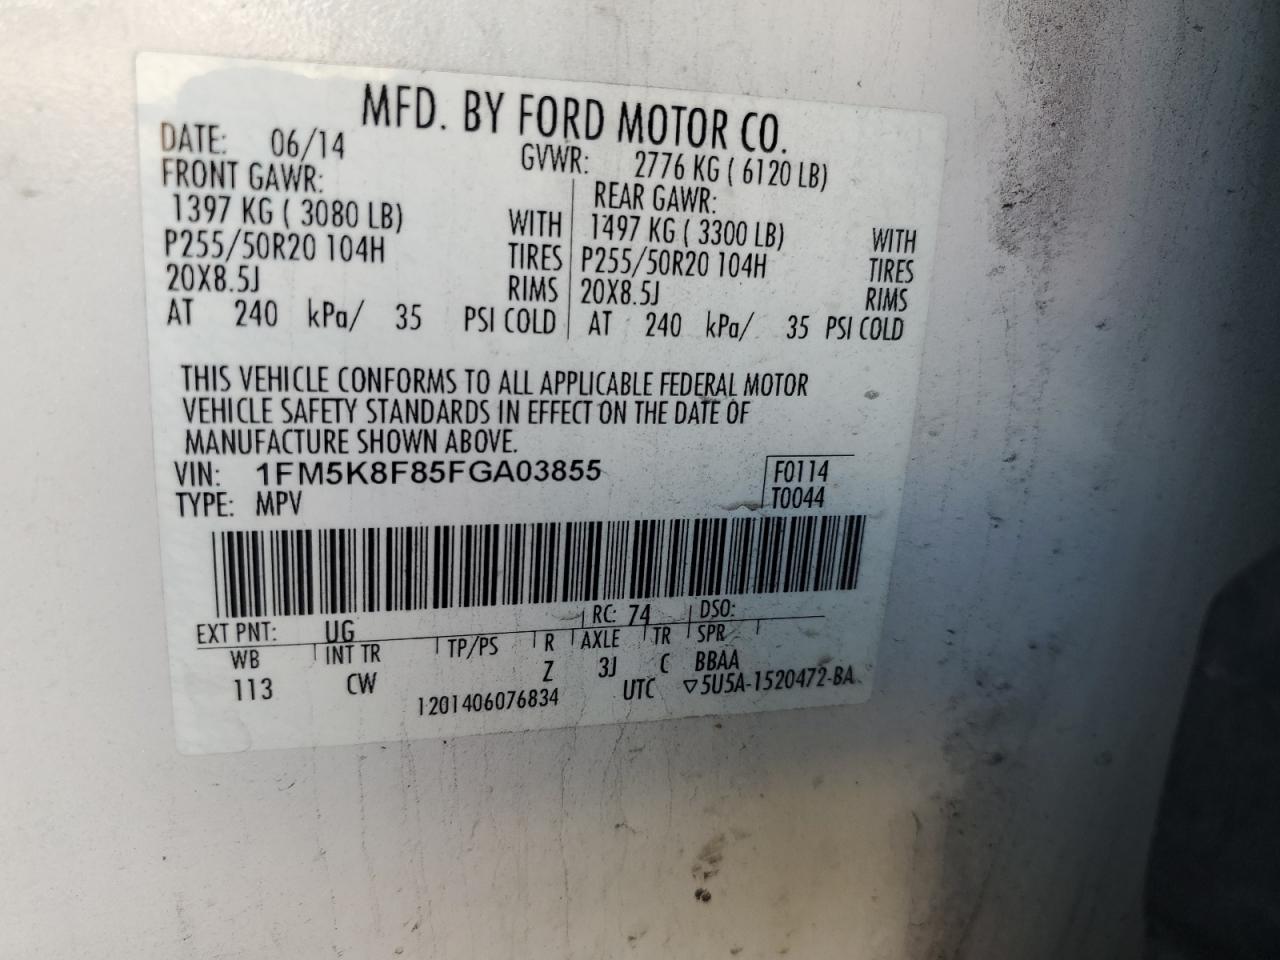 MFD. BY FORD MOTOR CO.
DATE: 06/14 GVWR: 2776 KG ( 6120 LB)
FRONT GAWR: REAR GAWR:
1397 KG ( 3080 LB) WITH 1497 KG ( 3300 LB) WITH
P255/50R20 104H TIRES P255/50R20 104H TIRES
20X8.5J RIMS 20X8.5J RIMS
AT 240 kPa/ 35 PSI COLD AT 240 kPa/ 35 PSI COLD
THIS VEHICLE CONFORMS TO ALL APPLICABLE FEDERAL MOTOR
VEHICLE SAFETY STANDARDS IN EFFECT ON THE DATE OF
MANUFACTURE SHOWN ABOVE.
VIN: 1FM5K8F85FGA03855 F0114
TYPE: MPV T0044
EXT PNT: UG RC: 74 DSO:
WB INT TR TP/PS R AXLE TR SPR
113 CW Z 3J C BBAA
1201406076834 UTC ▽5U5A-1520472-BA